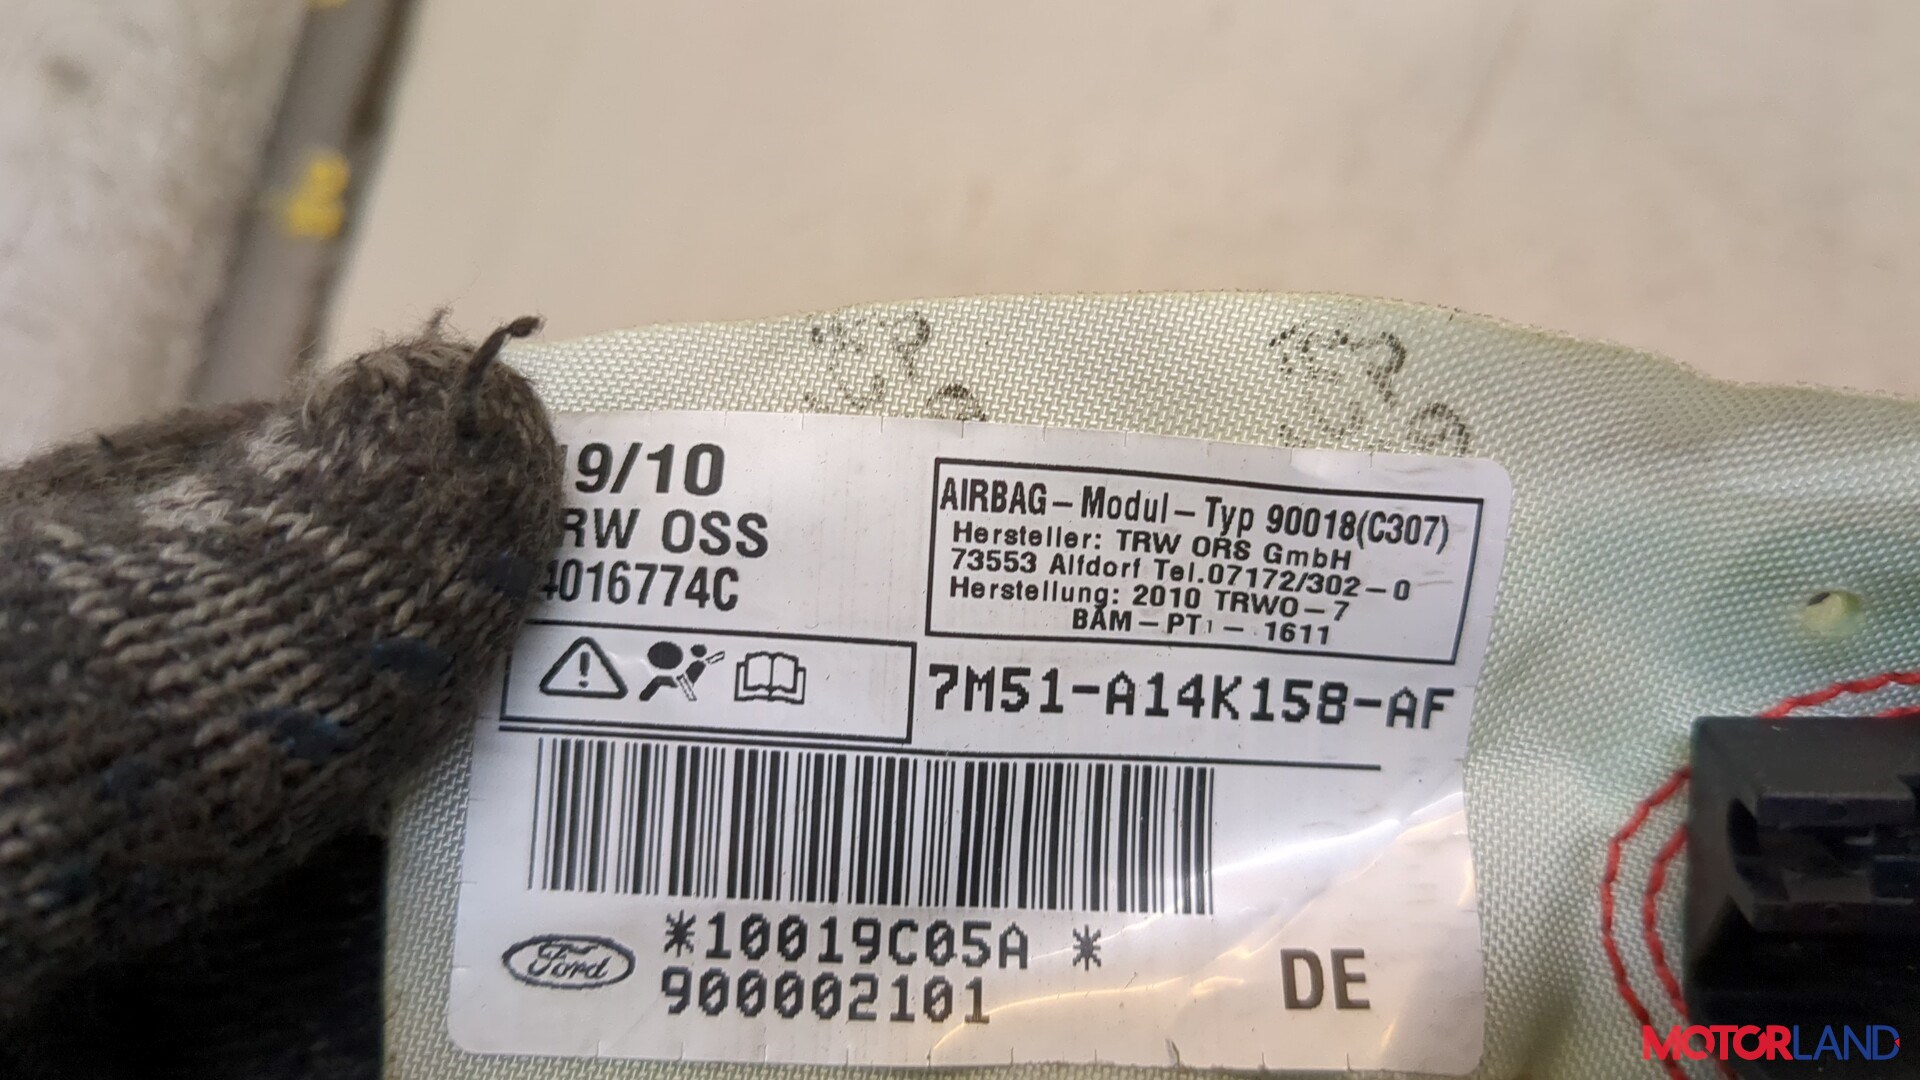 19/10
RW OSS
4016774C
AIRBAG-Modul-Typ 90018(C307)
Hersteller: TRW ORS GmbH
73553 Alfdorf Tel.07172/302-0
Herstellung: 2010 TRWO-7
BAM-PT1-1611
7M51-A14K158-AF
*10019C05A *
900002101
Ford
DE
MOTORLAND